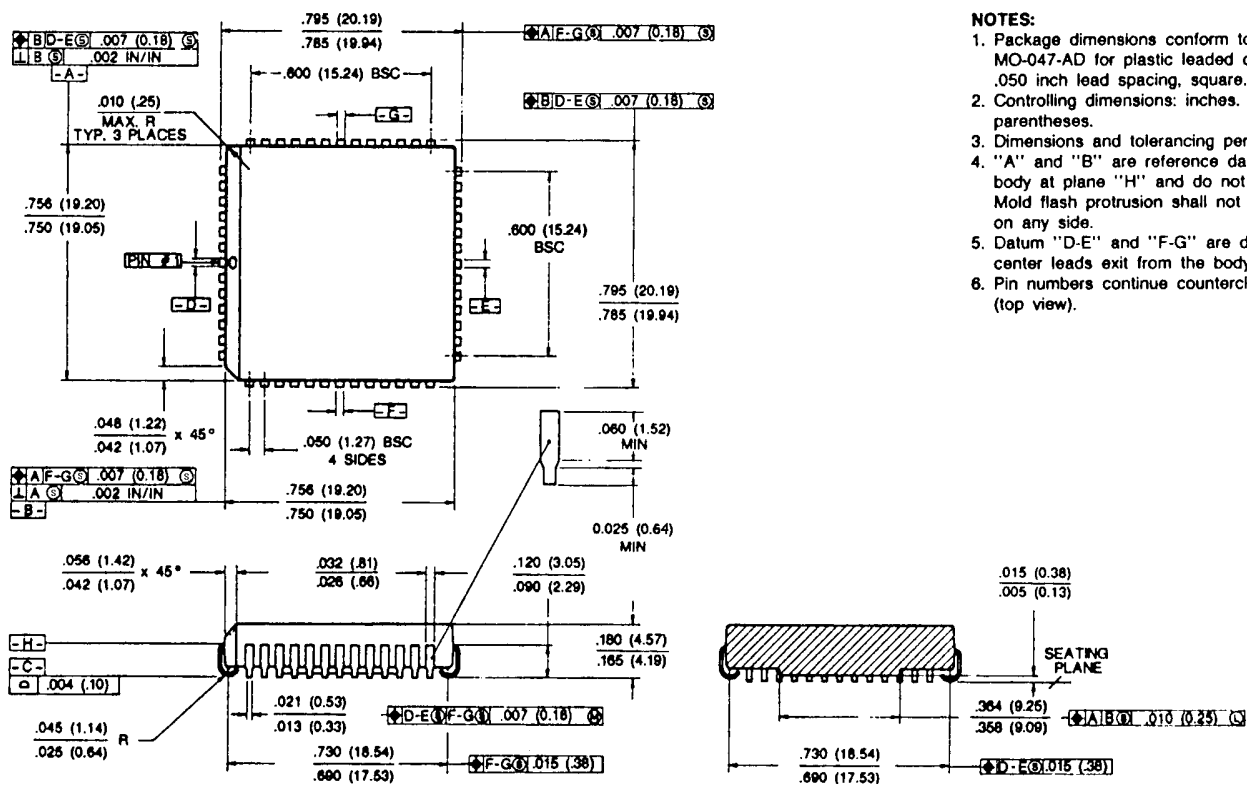 .795 (20.19)
.785 (19.94)
B D-E Ⓢ .007 (0.18) Ⓢ
⊥ B Ⓢ .002 IN/IN
-A-
A F-G Ⓢ .007 (0.18) Ⓢ
.600 (15.24) BSC
B D-E Ⓢ .007 (0.18) Ⓢ
.010 (.25)
MAX. R
TYP. 3 PLACES
-G-
.756 (19.20)
.750 (19.05)
.600 (15.24)
BSC
PIN
-D-
-E-
.795 (20.19)
.785 (19.94)
.048 (1.22)
.042 (1.07)
x 45°
-F-
.050 (1.27) BSC
4 SIDES
.060 (1.52)
MIN
A F-G Ⓢ .007 (0.18) Ⓢ
⊥ A Ⓢ .002 IN/IN
-B-
.756 (19.20)
.750 (19.05)
0.025 (0.64)
MIN
.056 (1.42)
.042 (1.07)
x 45°
.032 (.81)
.026 (.66)
.120 (3.05)
.090 (2.29)
-H-
-C-
.004 (.10)
.180 (4.57)
.165 (4.19)
.021 (0.53)
.013 (0.33)
D-E Ⓢ F-G Ⓢ .007 (0.18) Ⓜ
.045 (1.14)
.025 (0.64)
R
.730 (18.54)
.690 (17.53)
F-G Ⓢ .015 (.38)
.015 (0.38)
.005 (0.13)
SEATING
PLANE
.364 (9.25)
.358 (9.09)
A B Ⓢ .010 (0.25) Ⓛ
.730 (18.54)
.690 (17.53)
D-E Ⓢ .015 (.38)
NOTES:
1. Package dimensions conform to
MO-047-AD for plastic leaded
.050 inch lead spacing, square.
2. Controlling dimensions: inches.
parentheses.
3. Dimensions and tolerancing per
4. "A" and "B" are reference
body at plane "H" and do not
Mold flash protrusion shall not
on any side.
5. Datum "D-E" and "F-G" are
center leads exit from the body
6. Pin numbers continue
(top view).